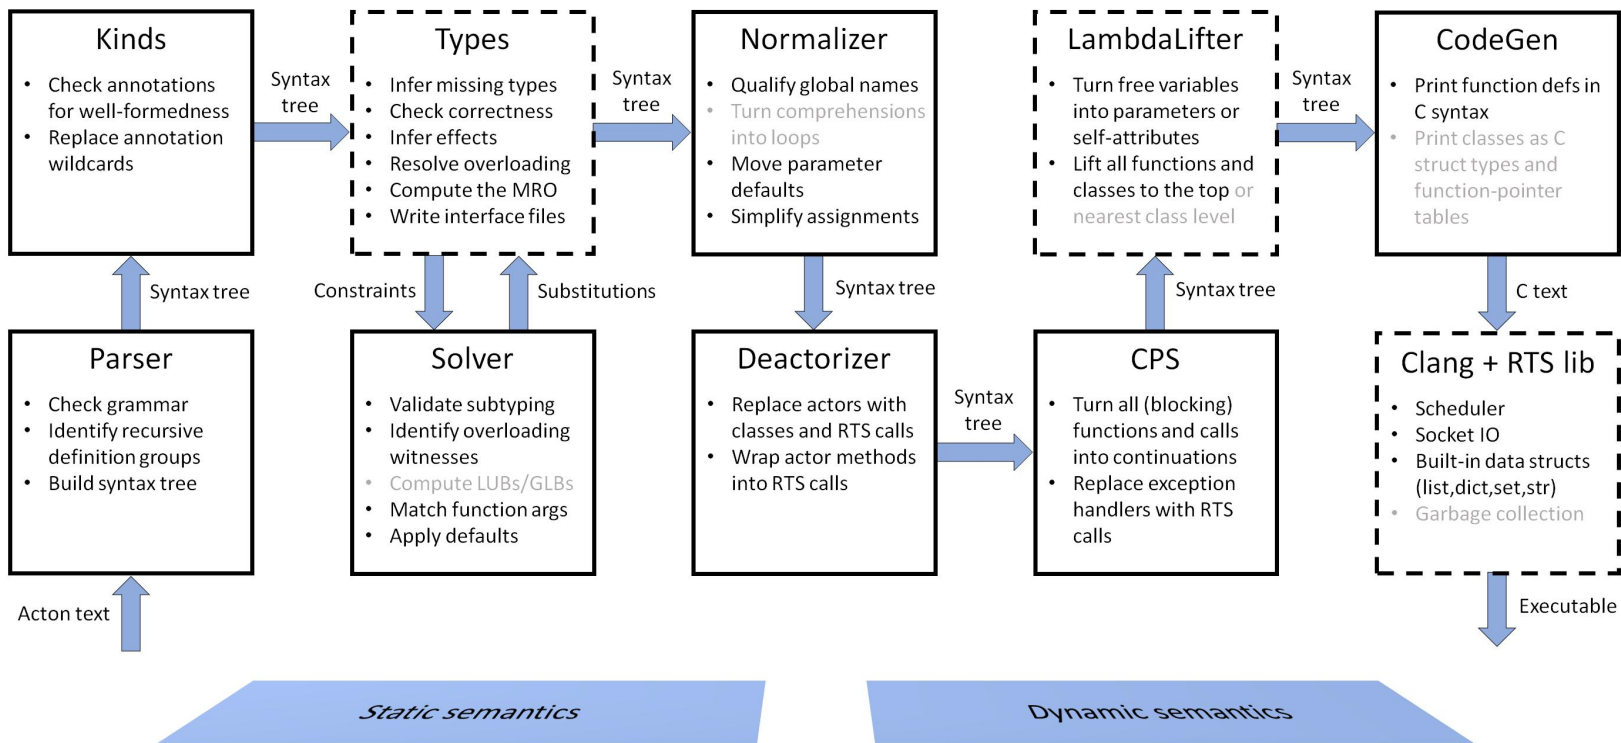 Kinds
• Check annotations
for well-formedness
• Replace annotation
wildcards
Syntax
tree
Types
• Infer missing types
• Check correctness
• Infer effects
• Resolve overloading
• Compute the MRO
• Write interface files
Syntax
tree
Normalizer
• Qualify global names
• Turn comprehensions
into loops
• Move parameter
defaults
• Simplify assignments
LambdaLifter
• Turn free variables
into parameters or
self-attributes
• Lift all functions and
classes to the top or
nearest class level
Syntax
tree
CodeGen
• Print function defs in
C syntax
• Print classes as C
struct types and
function-pointer
tables
Syntax tree
Constraints
Substitutions
Syntax tree
Syntax tree
C text
Parser
• Check grammar
• Identify recursive
definition groups
• Build syntax tree
Solver
• Validate subtyping
• Identify overloading
witnesses
• Compute LUBs/GLBs
• Match function args
• Apply defaults
Deactorizer
• Replace actors with
classes and RTS calls
• Wrap actor methods
into RTS calls
Syntax
tree
CPS
• Turn all (blocking)
functions and calls
into continuations
• Replace exception
handlers with RTS
calls
Clang + RTS lib
• Scheduler
• Socket IO
• Built-in data structs
(list,dict,set,str)
• Garbage collection
Acton text
Executable
Static semantics
Dynamic semantics